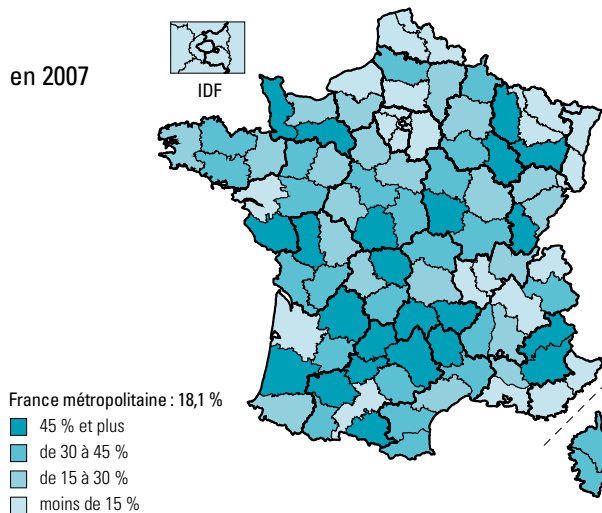 IDF
en 2007
France métropolitaine : 18,1 %
45 % et plus
de 30 à 45 %
de 15 à 30 %
moins de 15 %